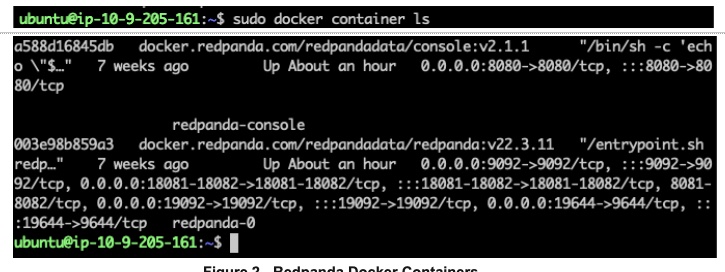 ubuntu@ip-10-9-205-161:~$ sudo docker container ls
a588d16845db docker.redpanda.com/redpandadata/console:v2.1.1 "/bin/sh -c 'ech
o \"$…" 7 weeks ago Up About an hour 0.0.0.0:8080->8080/tcp, :::8080->80
80/tcp
redpanda-console
003e98b859a3 docker.redpanda.com/redpandadata/redpanda:v22.3.11 "/entrypoint.sh
redp…" 7 weeks ago Up About an hour 0.0.0.0:9092->9092/tcp, :::9092->90
92/tcp, 0.0.0.0:18081-18082->18081-18082/tcp, :::18081-18082->18081-18082/tcp, 8081-
8082/tcp, 0.0.0.0:19092->19092/tcp, :::19092->19092/tcp, 0.0.0.0:19644->9644/tcp, ::
:19644->9644/tcp redpanda-0
ubuntu@ip-10-9-205-161:~$
Figure 2 Redpanda Docker Containers